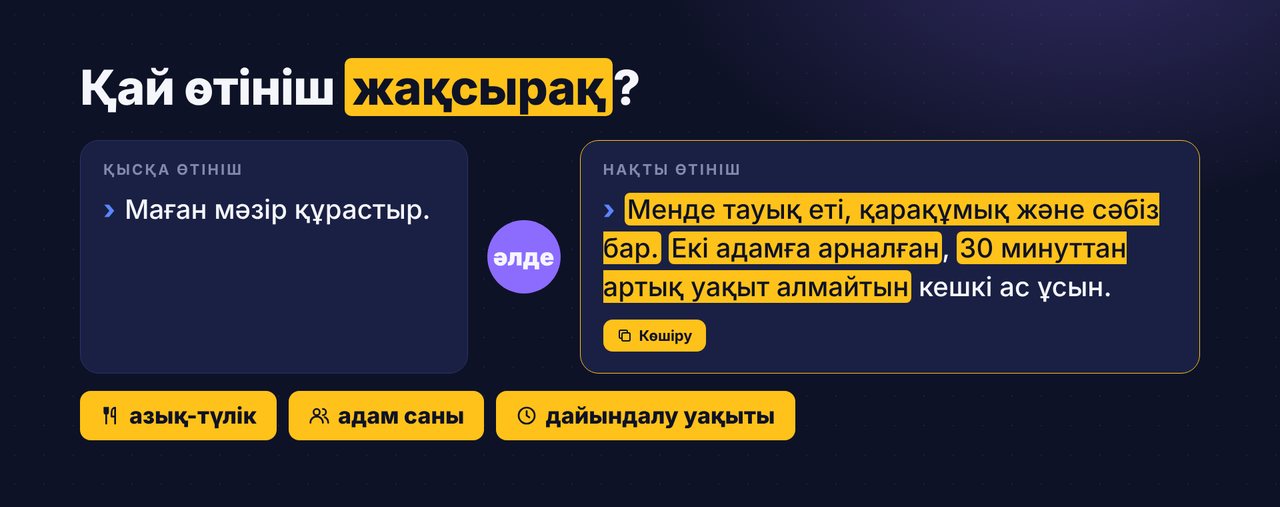 Қай өтініш жақсырақ?
ҚЫСҚА ӨТІНІШ
› Маған мәзір құрастыр.
әлде
НАҚТЫ ӨТІНІШ
› Менде тауық еті, қарақұмық және сәбіз
бар. Екі адамға арналған, 30 минуттан
артық уақыт алмайтын кешкі ас ұсын.
Көшіру
азық-түлік
адам саны
дайындалу уақыты